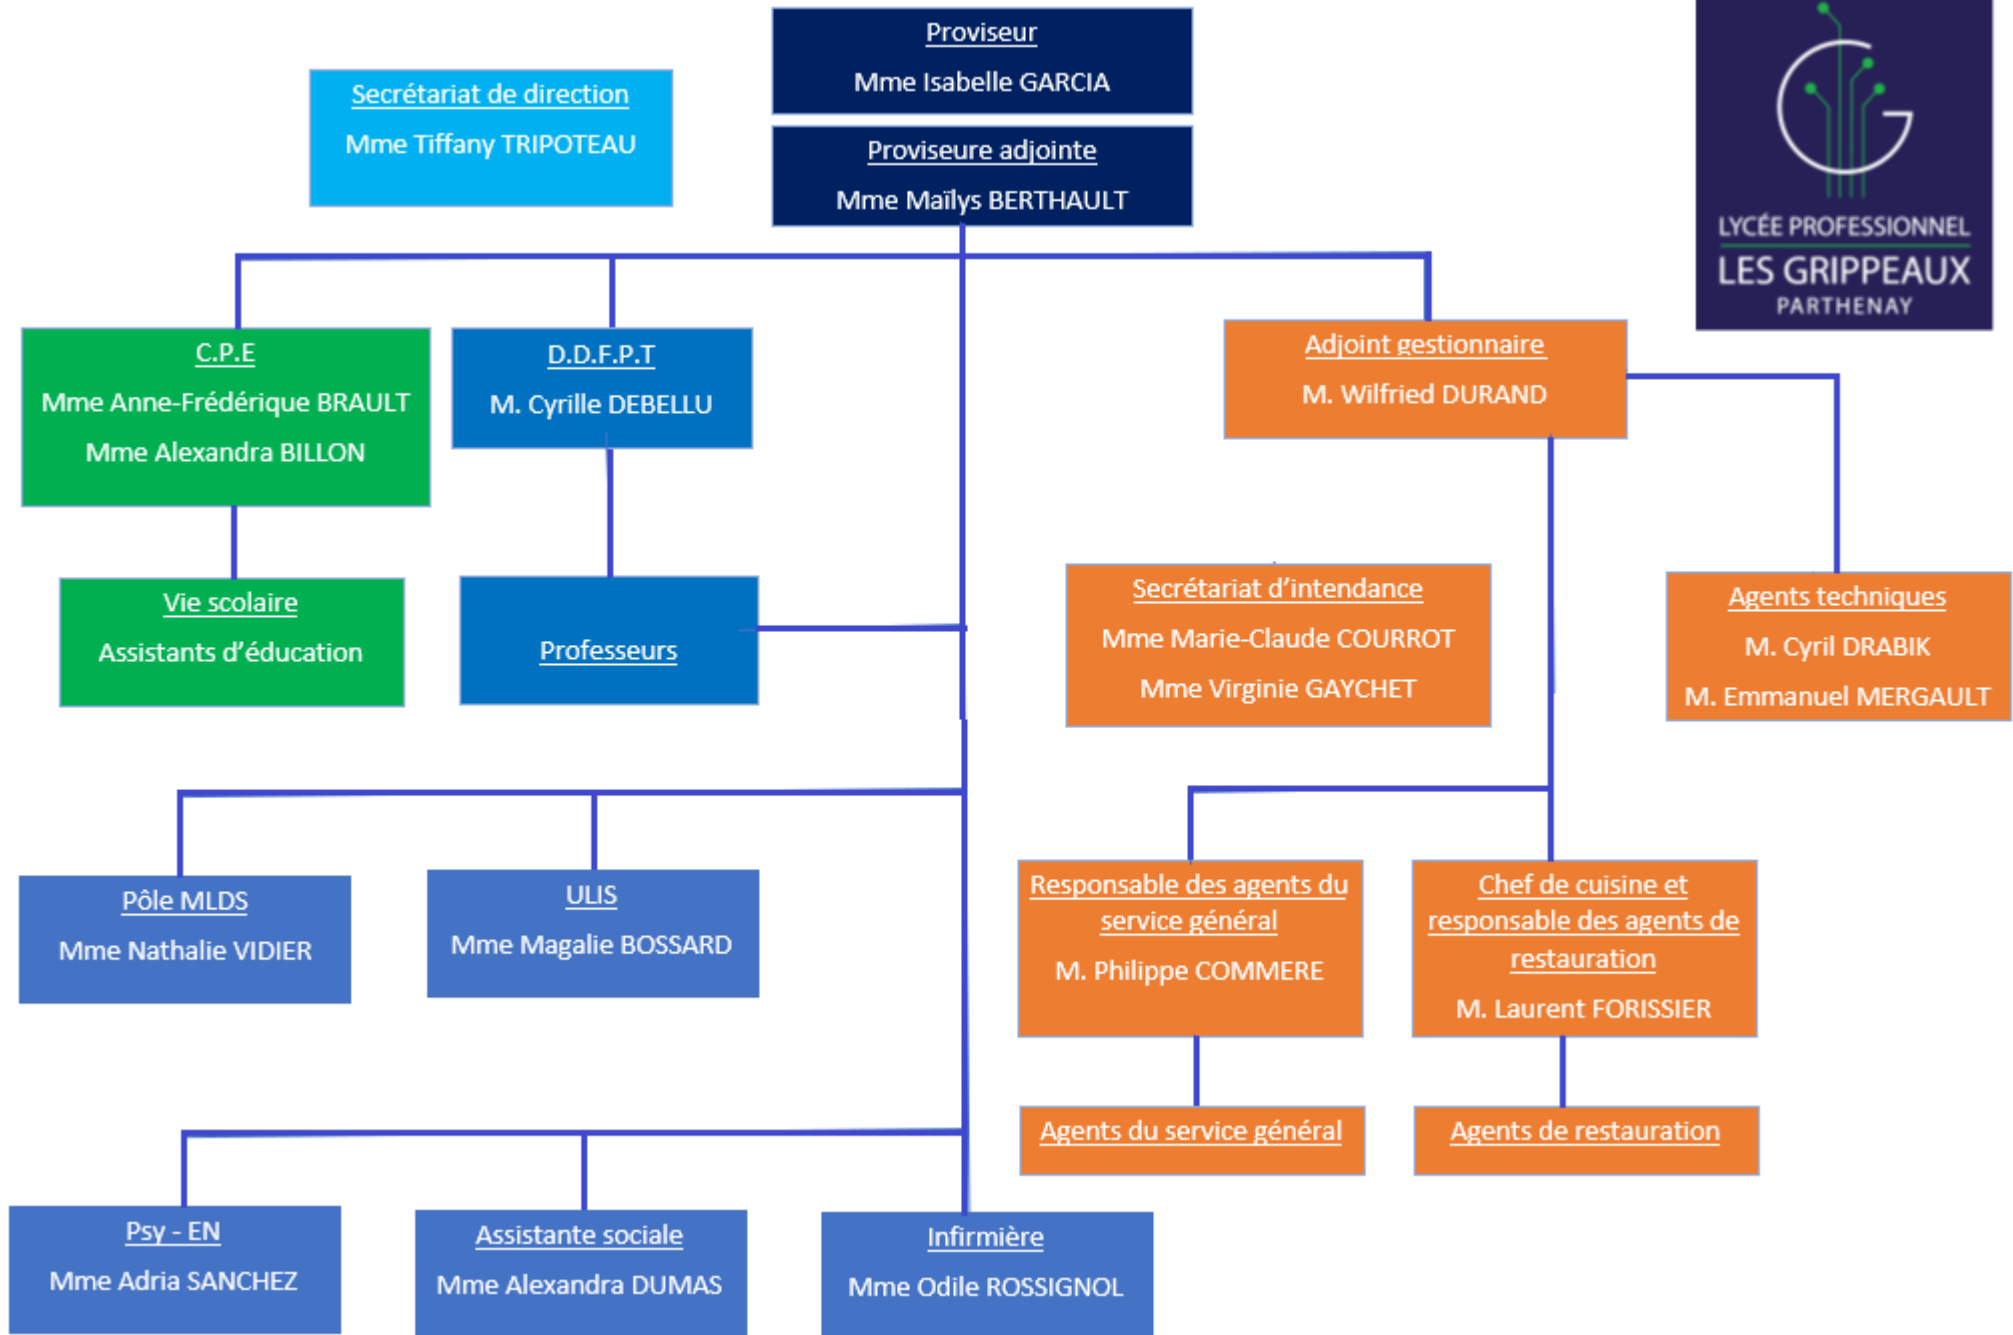 Proviseur
Mme Isabelle GARCIA
Secrétariat de direction
Mme Tiffany TRIPOTEAU
Proviseure adjointe
Mme Maïlys BERTHAULT
LYCÉE PROFESSIONNEL
LES GRIPPEAUX
PARTHENAY
C.P.E
Mme Anne-Frédérique BRAULT
Mme Alexandra BILLON
D.D.F.P.T
M. Cyrille DEBELLU
Adjoint gestionnaire
M. Wilfried DURAND
Vie scolaire
Assistants d’éducation
Professeurs
Secrétariat d’intendance
Mme Marie-Claude COURROT
Mme Virginie GAYCHET
Agents techniques
M. Cyril DRABIK
M. Emmanuel MERGAULT
Pôle MLDS
Mme Nathalie VIDIER
ULIS
Mme Magalie BOSSARD
Responsable des agents du
service général
M. Philippe COMMERE
Chef de cuisine et
responsable des agents de
restauration
M. Laurent FORISSIER
Agents du service général
Agents de restauration
Psy - EN
Mme Adria SANCHEZ
Assistante sociale
Mme Alexandra DUMAS
Infirmière
Mme Odile ROSSIGNOL